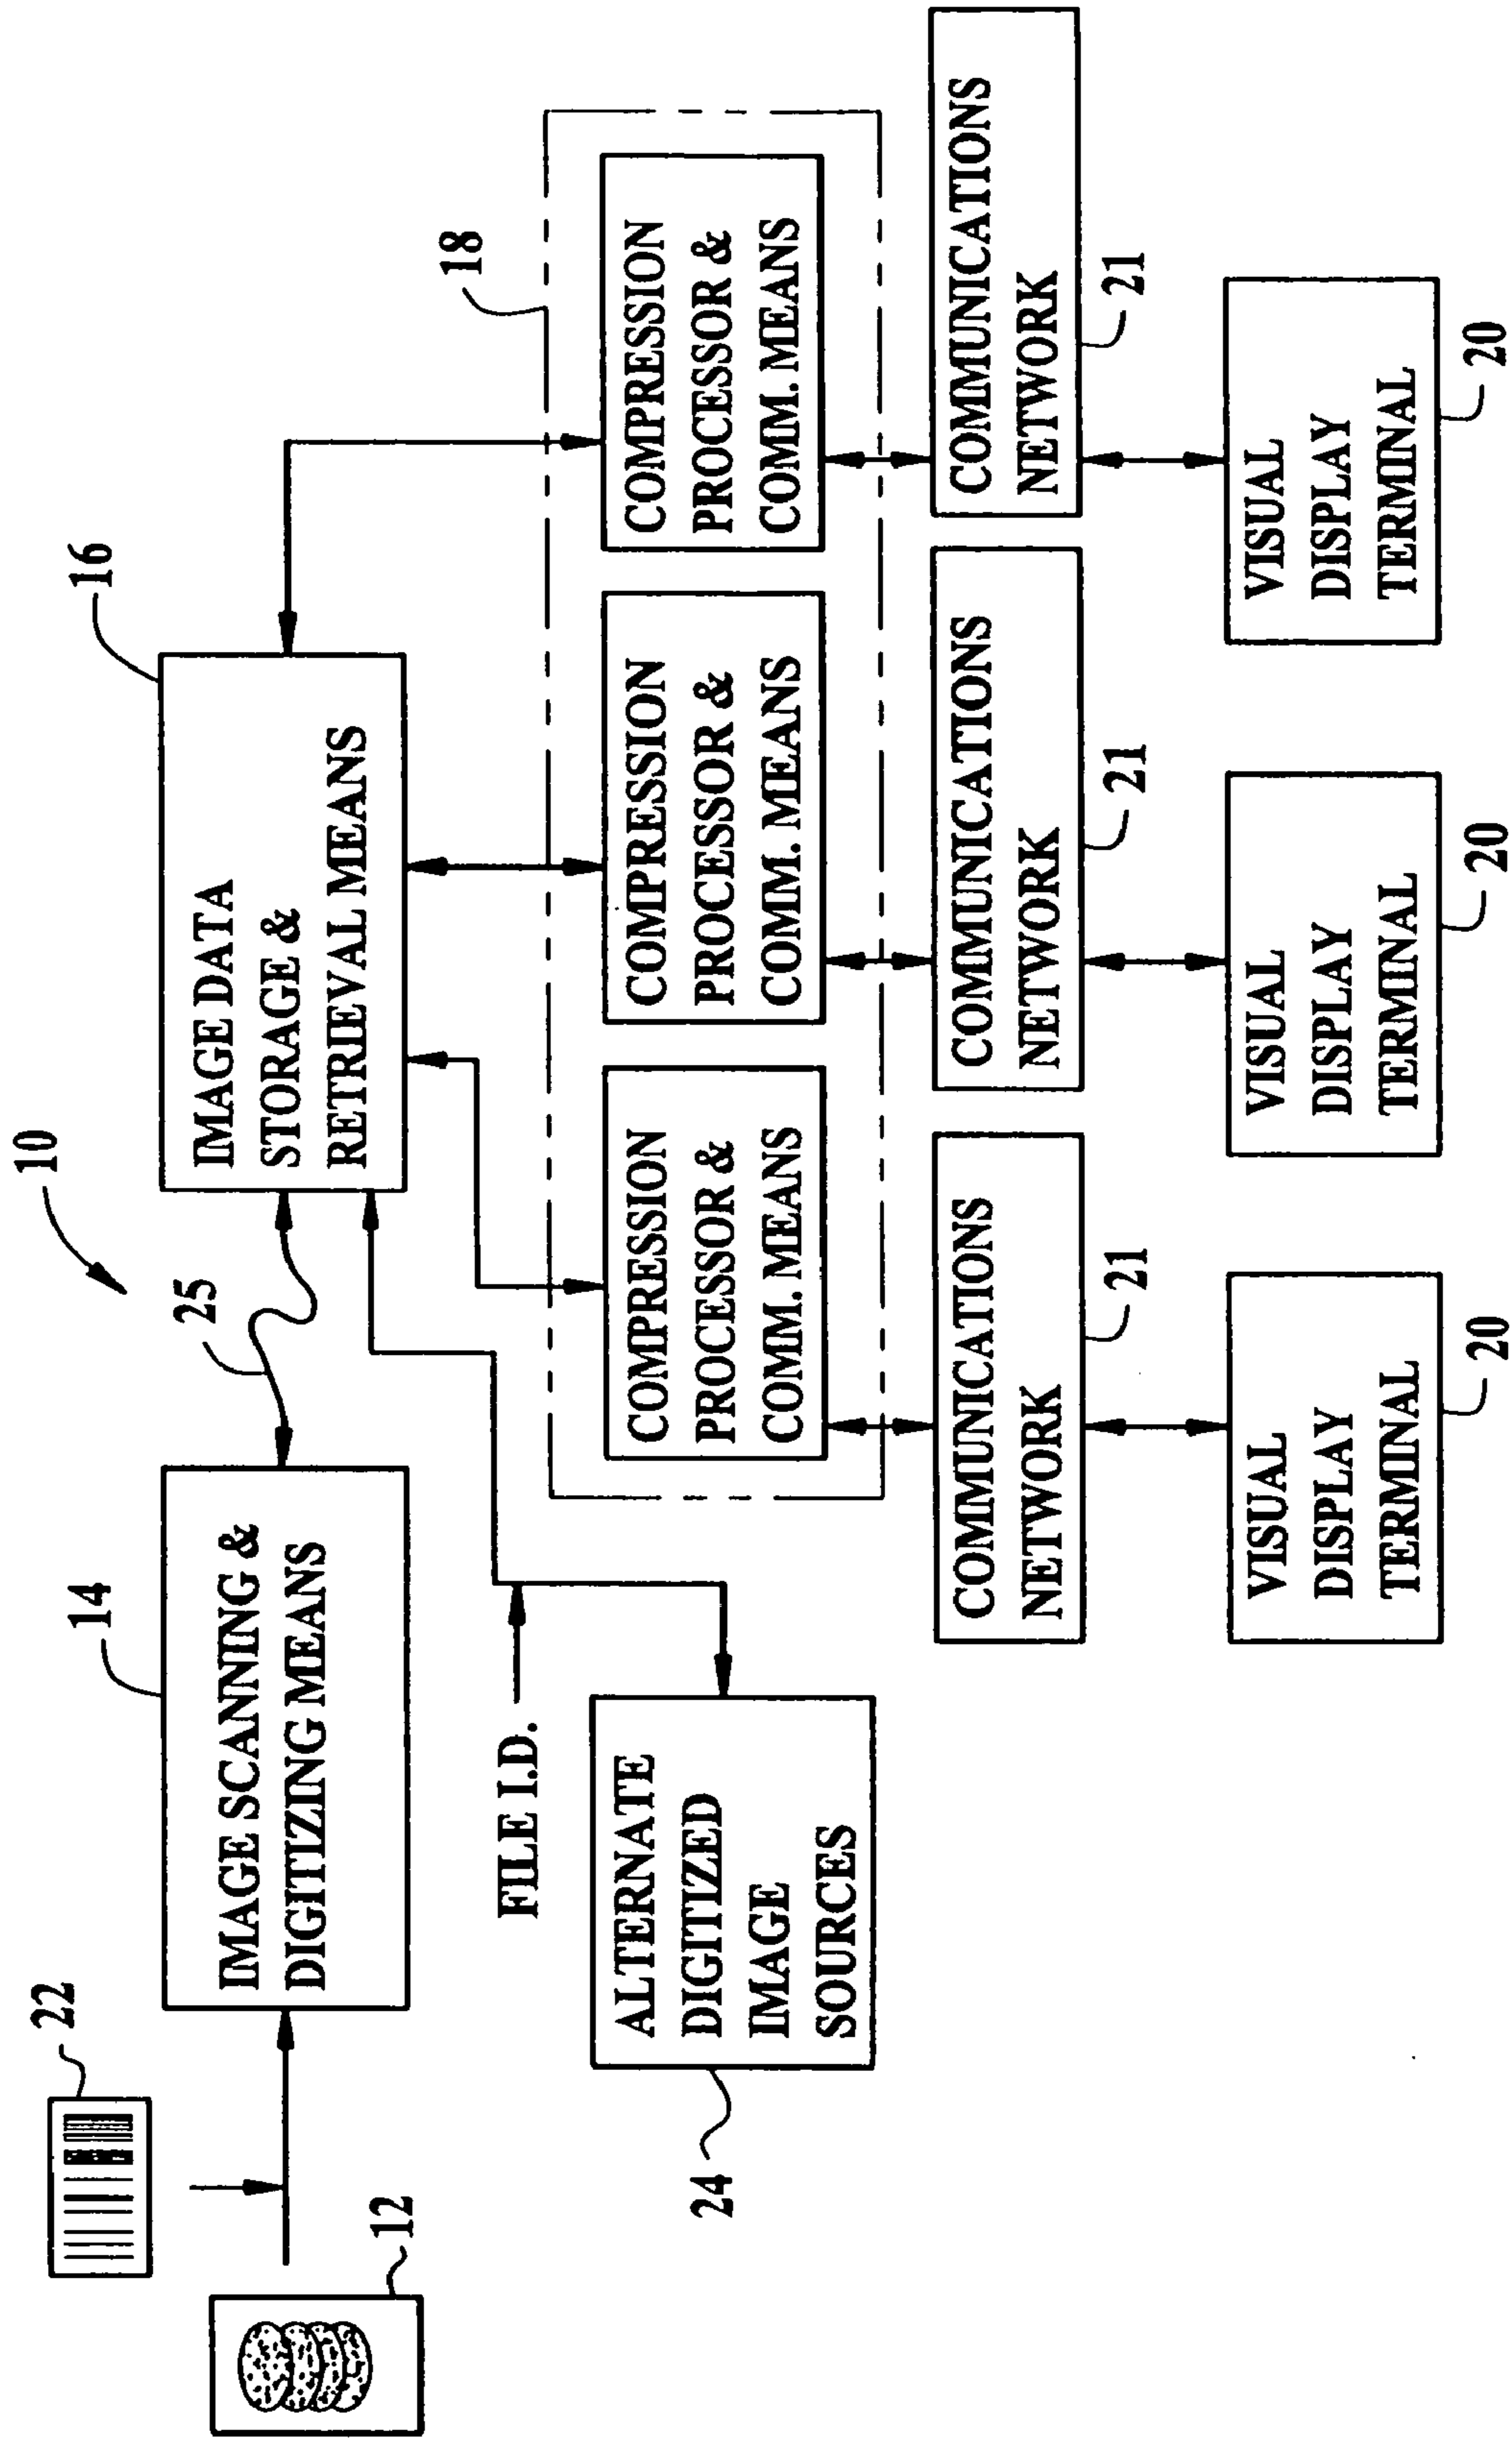 10
22
14
25
16
IMAGE SCANNING &
DIGITIZING MEANS
IMAGE DATA
STORAGE &
RETRIEVAL MEANS
12
FILE I.D.
18
ALTERNATE
DIGITIZED
IMAGE
SOURCES
24
COMPRESSION
PROCESSOR &
COMM. MEANS
COMPRESSION
PROCESSOR &
COMM. MEANS
COMPRESSION
PROCESSOR &
COMM. MEANS
COMMUNICATIONS
NETWORK
21
COMMUNICATIONS
NETWORK
21
COMMUNICATIONS
NETWORK
21
VISUAL
DISPLAY
TERMINAL
20
VISUAL
DISPLAY
TERMINAL
20
VISUAL
DISPLAY
TERMINAL
20